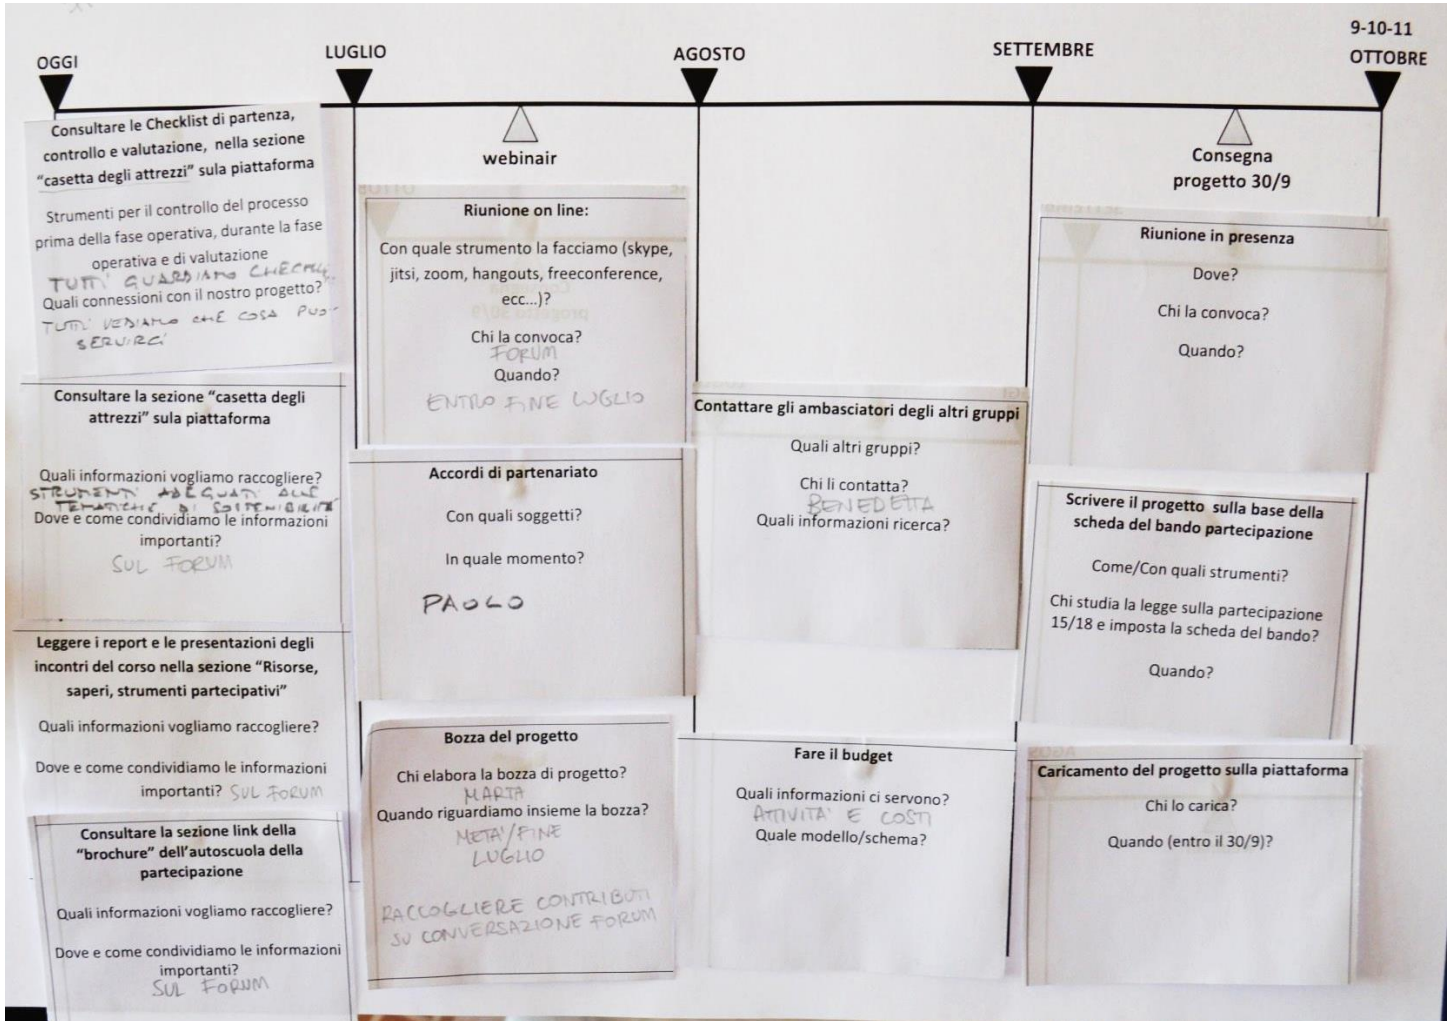 OGGI
LUGLIO
AGOSTO
SETTEMBRE
9-10-11
OTTOBRE
webinair
Consegna
progetto 30/9
Consultare le Checklist di partenza,
controllo e valutazione, nella sezione
“casetta degli attrezzi” sula piattaforma
Strumenti per il controllo del processo
prima della fase operativa, durante la fase
operativa e di valutazione
TUTTI GUARDIAMO
Quali connessioni con il nostro progetto?
TUTTI VEDIAMO CHE COSA PUO'
SERVIRCI
Consultare la sezione “casetta degli
attrezzi” sula piattaforma
Quali informazioni vogliamo raccogliere?
STRUMENTI ADEGUATI ALLE
TEMATICHE DI SOSTENIBILITÀ
Dove e come condividiamo le informazioni
importanti?
SUL FORUM
Leggere i report e le presentazioni degli
incontri del corso nella sezione “Risorse,
saperi, strumenti partecipativi”
Quali informazioni vogliamo raccogliere?
Dove e come condividiamo le informazioni
importanti? SUL FORUM
Consultare la sezione link della
“brochure” dell’autoscuola della
partecipazione
Quali informazioni vogliamo raccogliere?
Dove e come condividiamo le informazioni
importanti?
SUL FORUM
Riunione on line:
Con quale strumento la facciamo (skype,
jitsi, zoom, hangouts, freeconference,
ecc...)?
Chi la convoca?
FORUM
Quando?
ENTRO FINE LUGLIO
Accordi di partenariato
Con quali soggetti?
In quale momento?
PAOLO
Bozza del progetto
Chi elabora la bozza di progetto?
MARTA
Quando riguardiamo insieme la bozza?
META'/FINE
LUGLIO
RACCOGLIERE CONTRIBUTI
SU CONVERSAZIONE FORUM
Contattare gli ambasciatori degli altri gruppi
Quali altri gruppi?
Chi li contatta?
BENEDETTA
Quali informazioni ricerca?
Fare il budget
Quali informazioni ci servono?
ATTIVITA' E COSTI
Quale modello/schema?
Riunione in presenza
Dove?
Chi la convoca?
Quando?
Scrivere il progetto sulla base della
scheda del bando partecipazione
Come/Con quali strumenti?
Chi studia la legge sulla partecipazione
15/18 e imposta la scheda del bando?
Quando?
Caricamento del progetto sulla piattaforma
Chi lo carica?
Quando (entro il 30/9)?